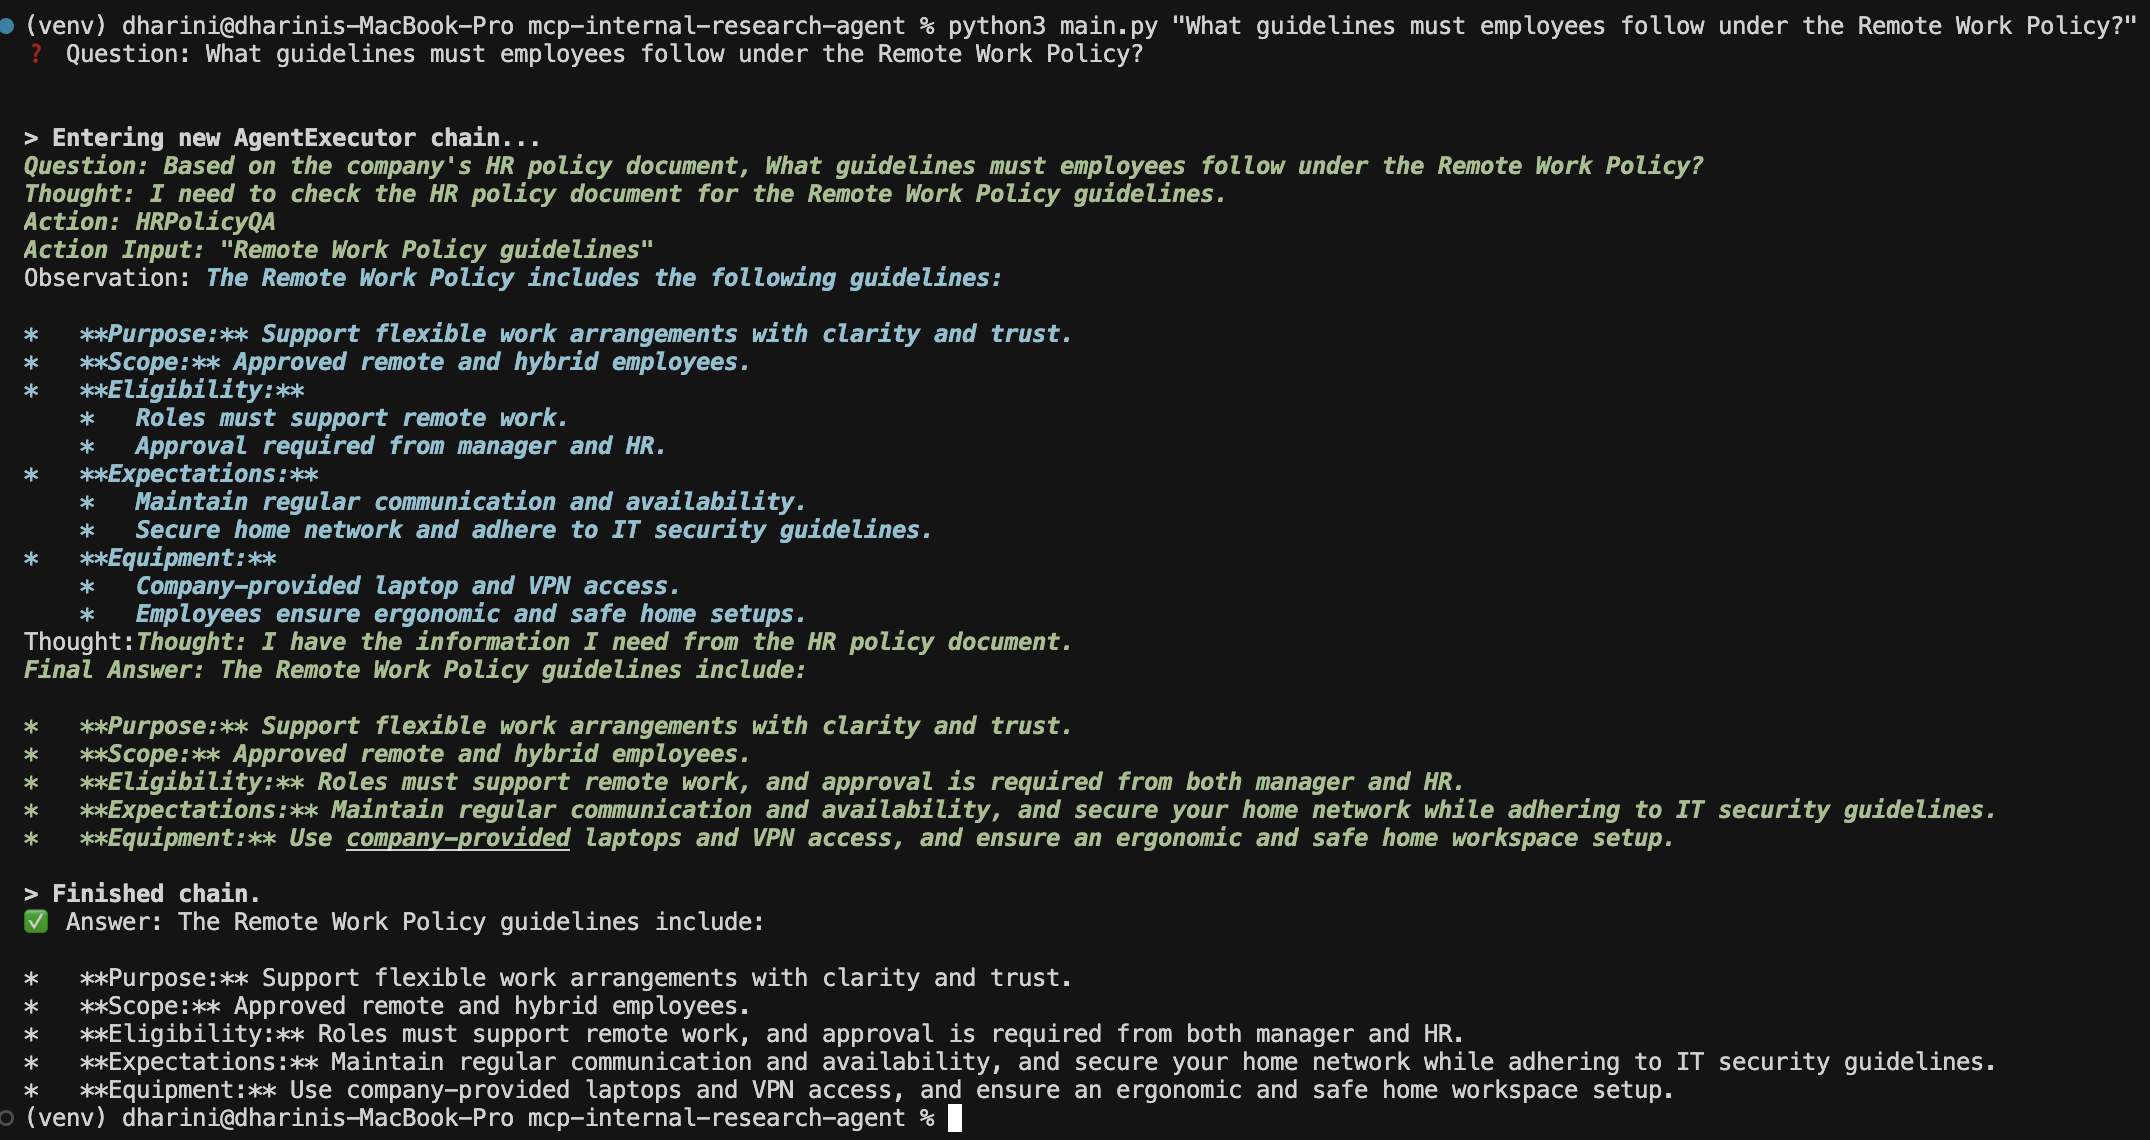 (venv) dharini@dharinis-MacBook-Pro mcp-internal-research-agent % python3 main.py "What guidelines must employees follow under the Remote Work Policy?"
❓ Question: What guidelines must employees follow under the Remote Work Policy?
> Entering new AgentExecutor chain...
Question: Based on the company's HR policy document, What guidelines must employees follow under the Remote Work Policy?
Thought: I need to check the HR policy document for the Remote Work Policy guidelines.
Action: HRPolicyQA
Action Input: "Remote Work Policy guidelines"
Observation: The Remote Work Policy includes the following guidelines:
*   **Purpose:** Support flexible work arrangements with clarity and trust.
*   **Scope:** Approved remote and hybrid employees.
*   **Eligibility:**
    *   Roles must support remote work.
    *   Approval required from manager and HR.
*   **Expectations:**
    *   Maintain regular communication and availability.
    *   Secure home network and adhere to IT security guidelines.
*   **Equipment:**
    *   Company-provided laptop and VPN access.
    *   Employees ensure ergonomic and safe home setups.
Thought:Thought: I have the information I need from the HR policy document.
Final Answer: The Remote Work Policy guidelines include:
*   **Purpose:** Support flexible work arrangements with clarity and trust.
*   **Scope:** Approved remote and hybrid employees.
*   **Eligibility:** Roles must support remote work, and approval is required from both manager and HR.
*   **Expectations:** Maintain regular communication and availability, and secure your home network while adhering to IT security guidelines.
*   **Equipment:** Use company-provided laptops and VPN access, and ensure an ergonomic and safe home workspace setup.
> Finished chain.
✅ Answer: The Remote Work Policy guidelines include:
*   **Purpose:** Support flexible work arrangements with clarity and trust.
*   **Scope:** Approved remote and hybrid employees.
*   **Eligibility:** Roles must support remote work, and approval is required from both manager and HR.
*   **Expectations:** Maintain regular communication and availability, and secure your home network while adhering to IT security guidelines.
*   **Equipment:** Use company-provided laptops and VPN access, and ensure an ergonomic and safe home workspace setup.
(venv) dharini@dharinis-MacBook-Pro mcp-internal-research-agent %